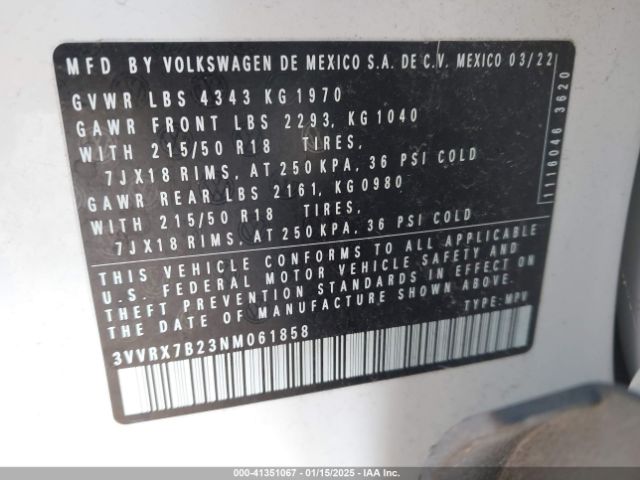 MFD BY VOLKSWAGEN DE MEXICO S.A. DE C.V. MEXICO 03/22
GVWR LBS 4343 KG 1970
GAWR FRONT LBS 2293, KG 1040
WITH 215/50 R18 TIRES,
7JX18 RIMS, AT 250 KPA, 36 PSI COLD
GAWR REAR LBS 2161, KG 0980
WITH 215/50 R18 TIRES,
7JX18 RIMS, AT 250 KPA, 36 PSI COLD
THIS VEHICLE CONFORMS TO ALL APPLICABLE
U.S. FEDERAL MOTOR VEHICLE SAFETY AND
THEFT PREVENTION STANDARDS IN EFFECT ON
THE DATE OF MANUFACTURE SHOWN ABOVE.
TYPE: MPV
3VVRX7B23NM061858
1116046 3620
000-41351067 - 01/15/2025 - IAAI.com